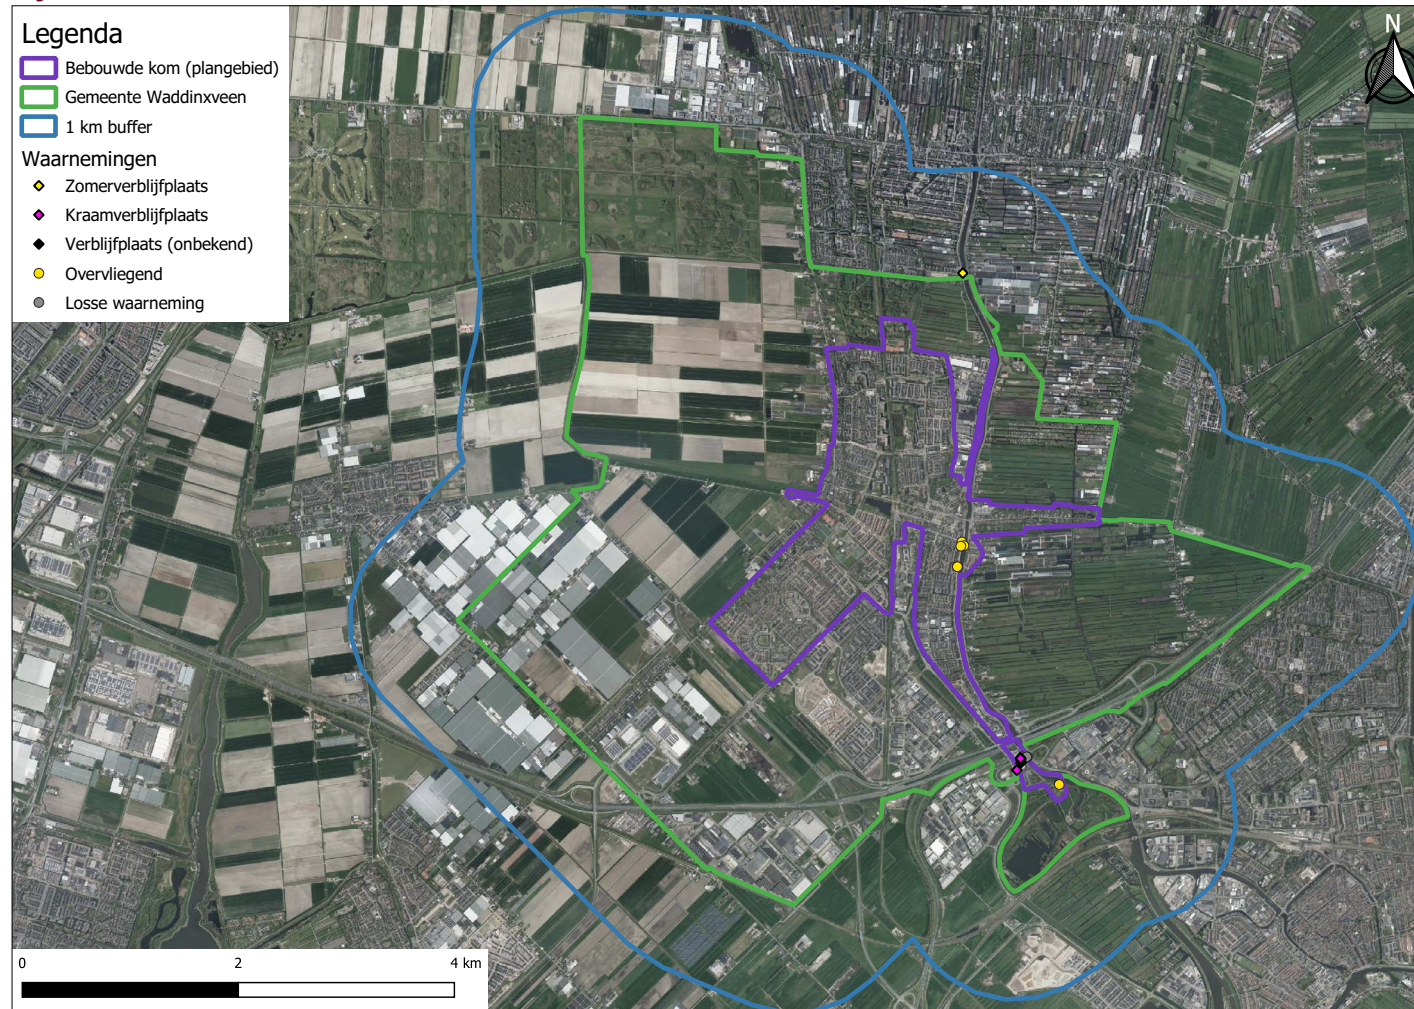 Legenda
Bebouwde kom (plangebied)
Gemeente Waddinxveen
1 km buffer
Waarnemingen
Zomerverblijfplaats
Kraamverblijfplaats
Verblijfplaats (onbekend)
Overvliegend
Losse waarneming
N
0 2 4 km